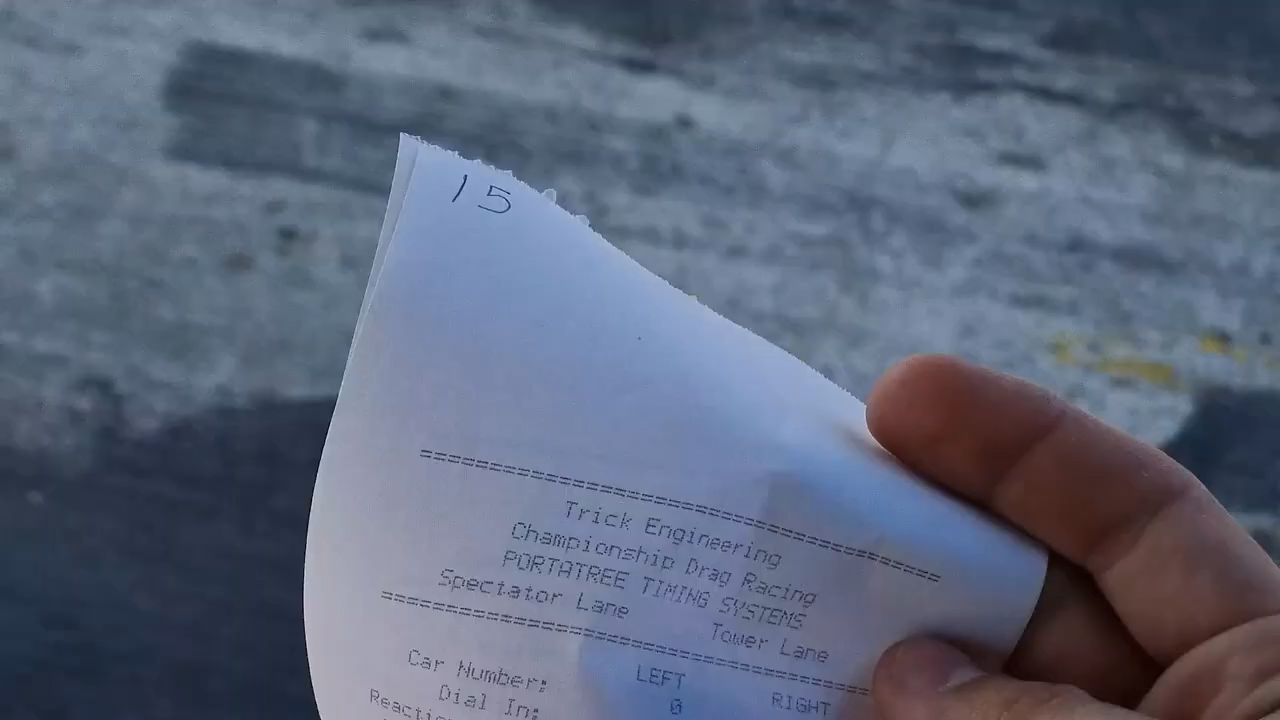 15
======================================
Trick Engineering
Championship Drag Racing
PORTATREE TIMING SYSTEMS
Spectator Lane Tower Lane
======================================
LEFT RIGHT
Car Number: 0
Dial In: